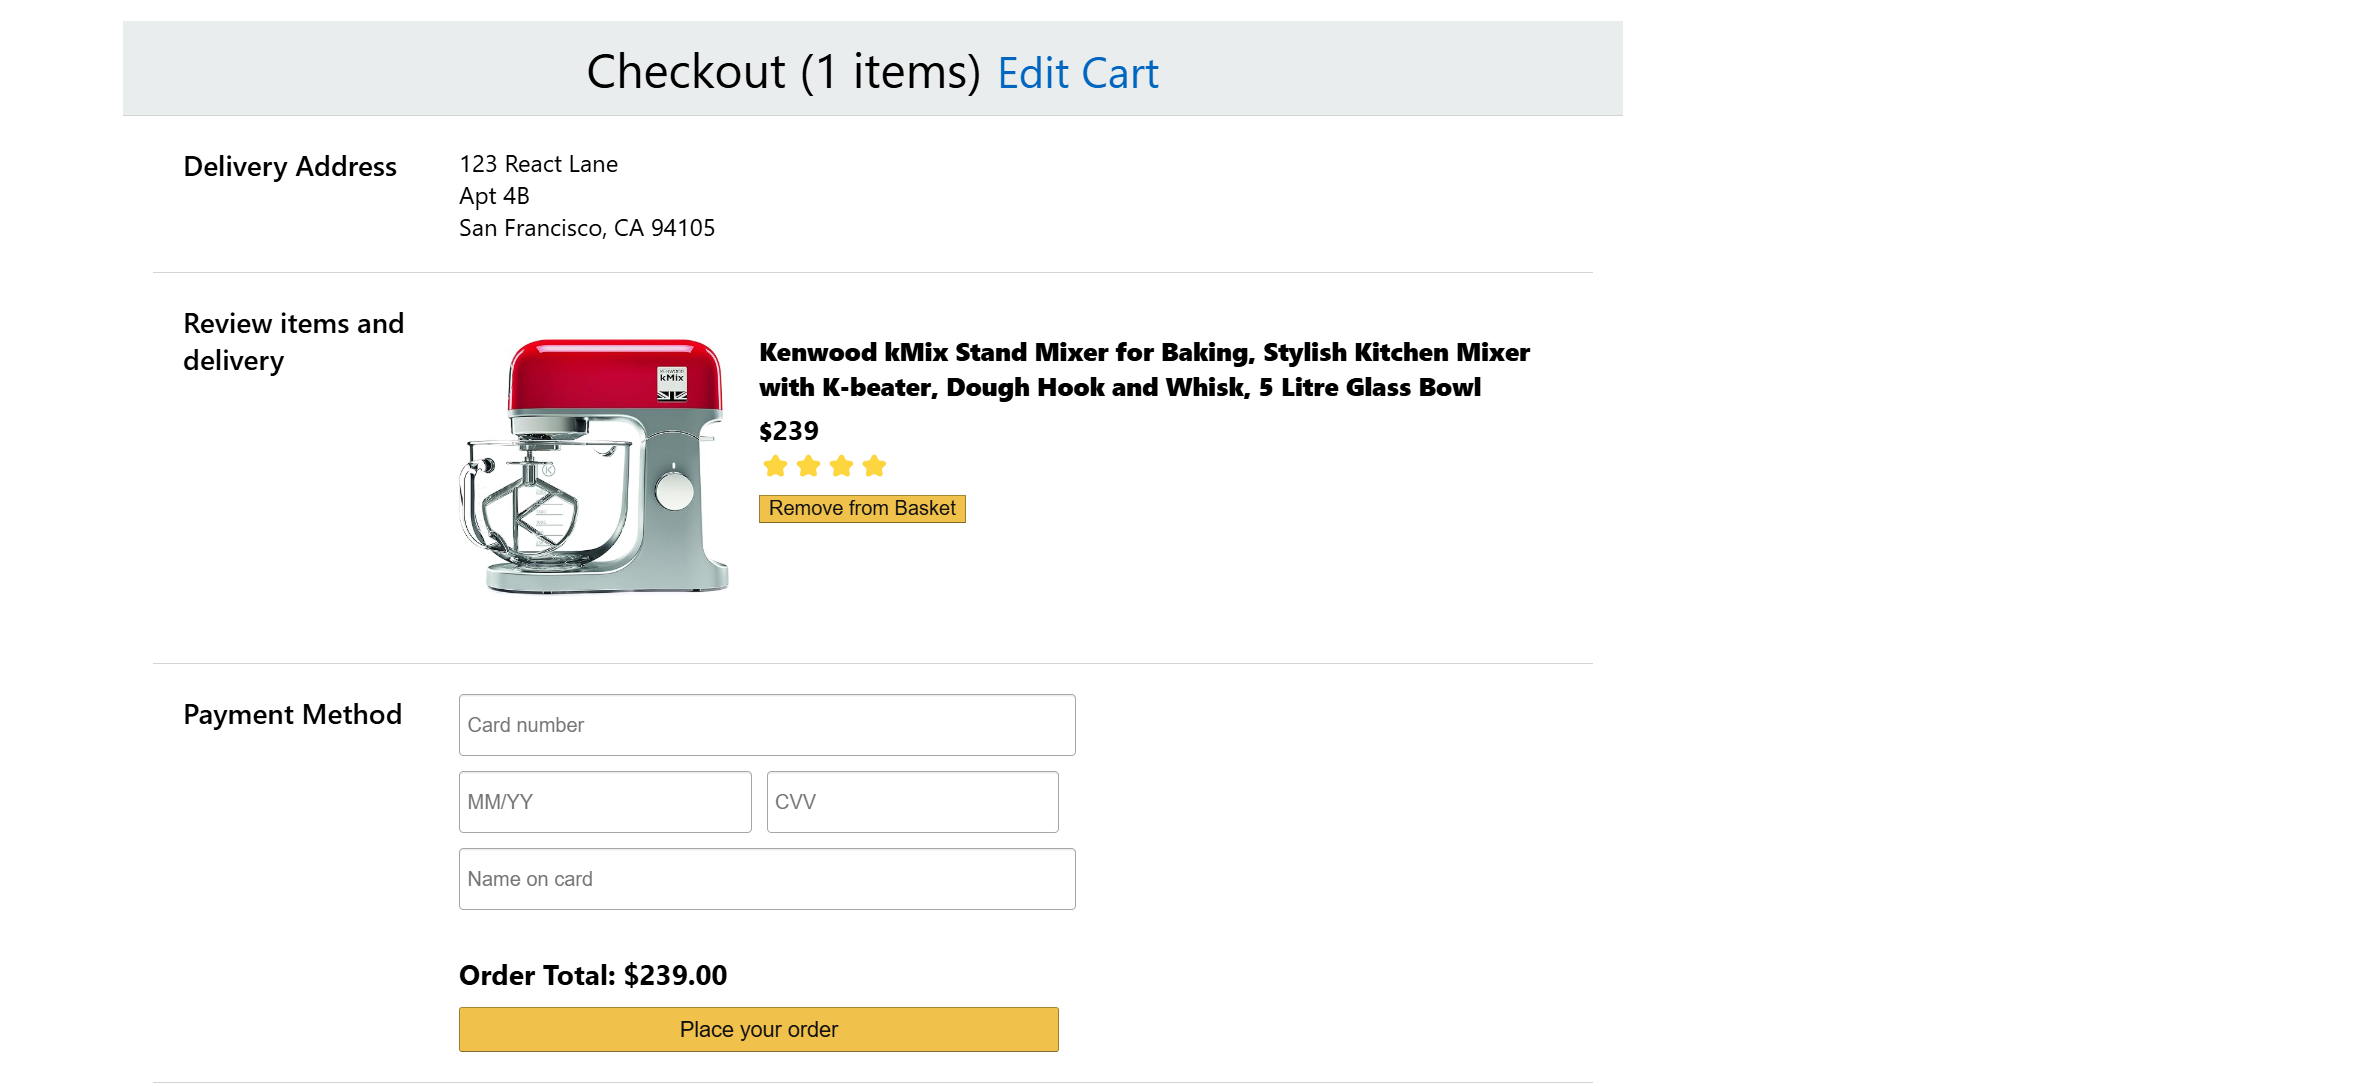 Checkout (1 items) Edit Cart
Delivery Address
123 React Lane
Apt 4B
San Francisco, CA 94105
Review items and
delivery
KENWOOD
kMix
K
Kenwood kMix Stand Mixer for Baking, Stylish Kitchen Mixer
with K-beater, Dough Hook and Whisk, 5 Litre Glass Bowl
$239
Remove from Basket
Payment Method
Card number
MM/YY
CVV
Name on card
Order Total: $239.00
Place your order